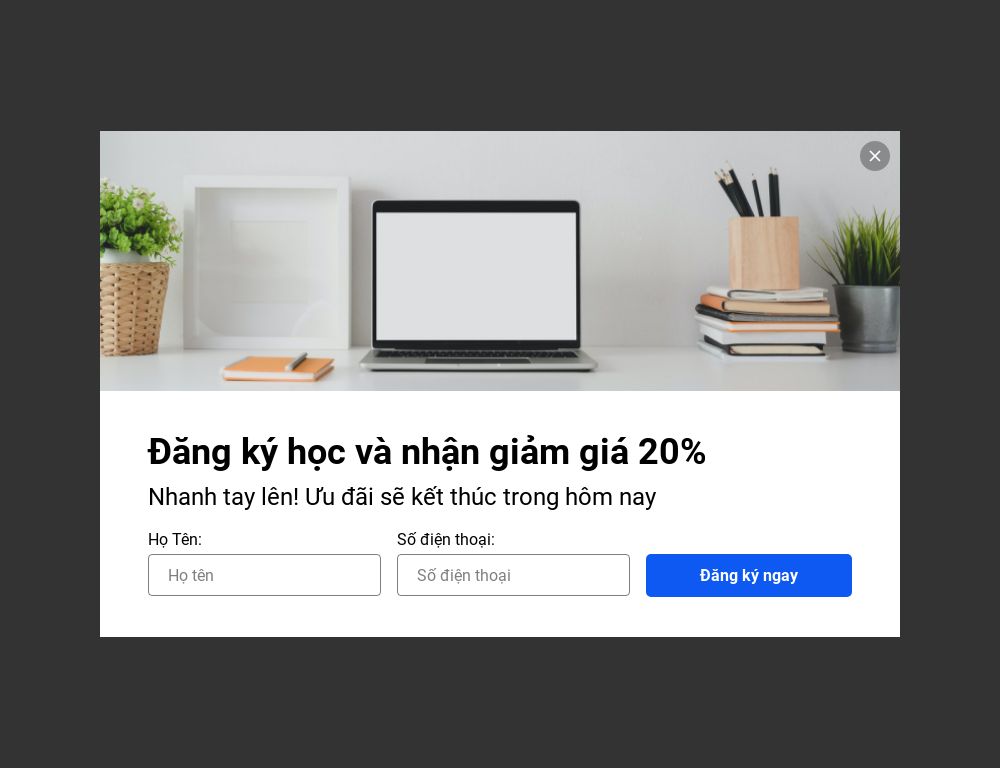 Đăng ký học và nhận giảm giá 20%
Nhanh tay lên! Ưu đãi sẽ kết thúc trong hôm nay
Họ Tên:
Số điện thoại:
Họ tên
Số điện thoại
Đăng ký ngay